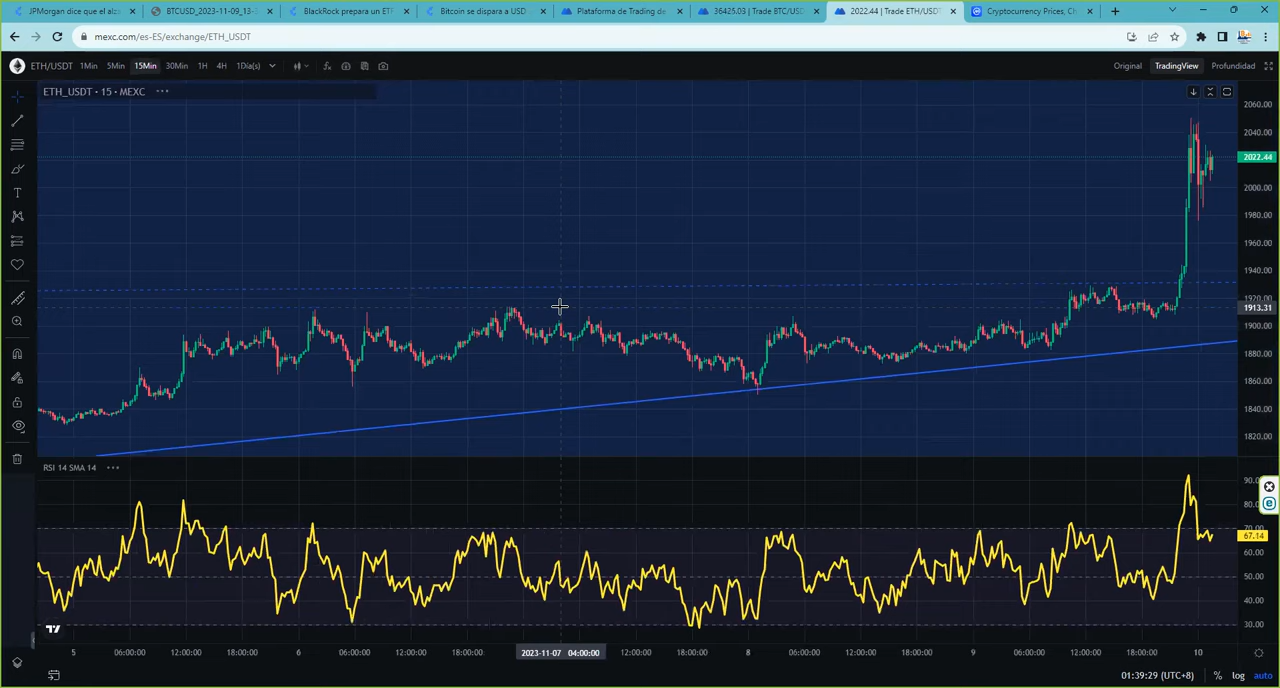 JPMorgan dice que el alza
BTCUSD_2023-11-09_13-3
BlackRock prepara un ETF
Bitcoin se dispara a USD
Plataforma de Trading de
36425.03 | Trade BTC/USD
2022.44 | Trade ETH/USDT
Cryptocurrency Prices, Ch
mexc.com/es-ES/exchange/ETH_USDT
ETH/USDT 1Min 5Min 15Min 30Min 1H 4H 1Día(s)
Original TradingView Profundidad
ETH_USDT · 15 · MEXC
2060.00
2040.00
2022.44
2000.00
1980.00
1960.00
1940.00
1920.00
1913.31
1900.00
1880.00
1860.00
1840.00
1820.00
RSI 14 SMA 14
90.0
80.0
70.00
67.14
60.00
50.00
40.00
30.00
5 06:00:00 12:00:00 18:00:00 6 06:00:00 12:00:00 18:00:00 2023-11-07 04:00:00 12:00:00 18:00:00 8 06:00:00 12:00:00 18:00:00 9 06:00:00 12:00:00 18:00:00 10
01:39:29 (UTC+8) % log auto